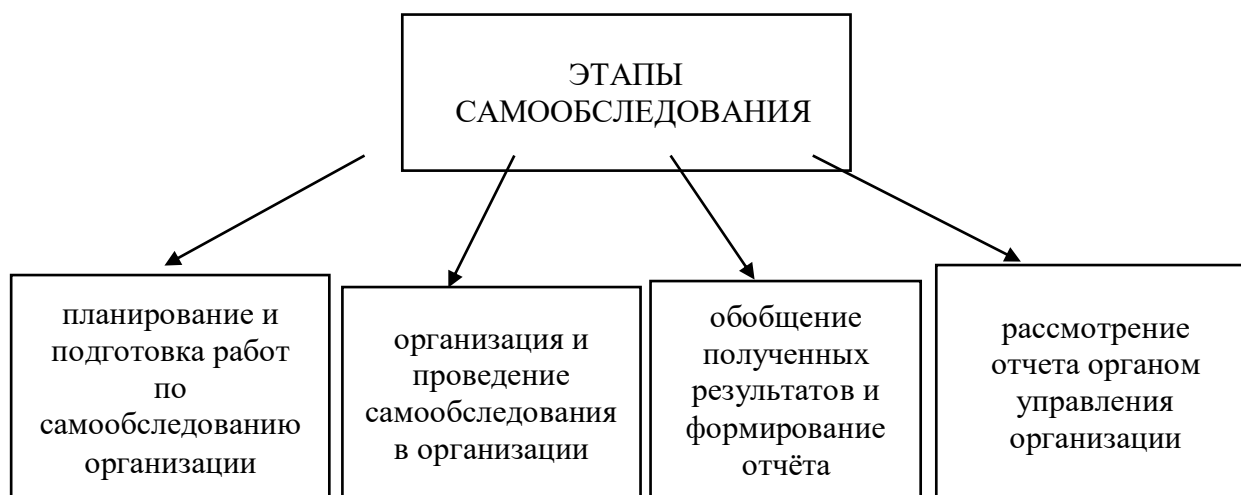 ЭТАПЫ
САМООБСЛЕДОВАНИЯ
планирование и
подготовка работ
по
самообследованию
организации
организация и
проведение
самообследования
в организации
обобщение
полученных
результатов и
формирование
отчёта
рассмотрение
отчета органом
управления
организации